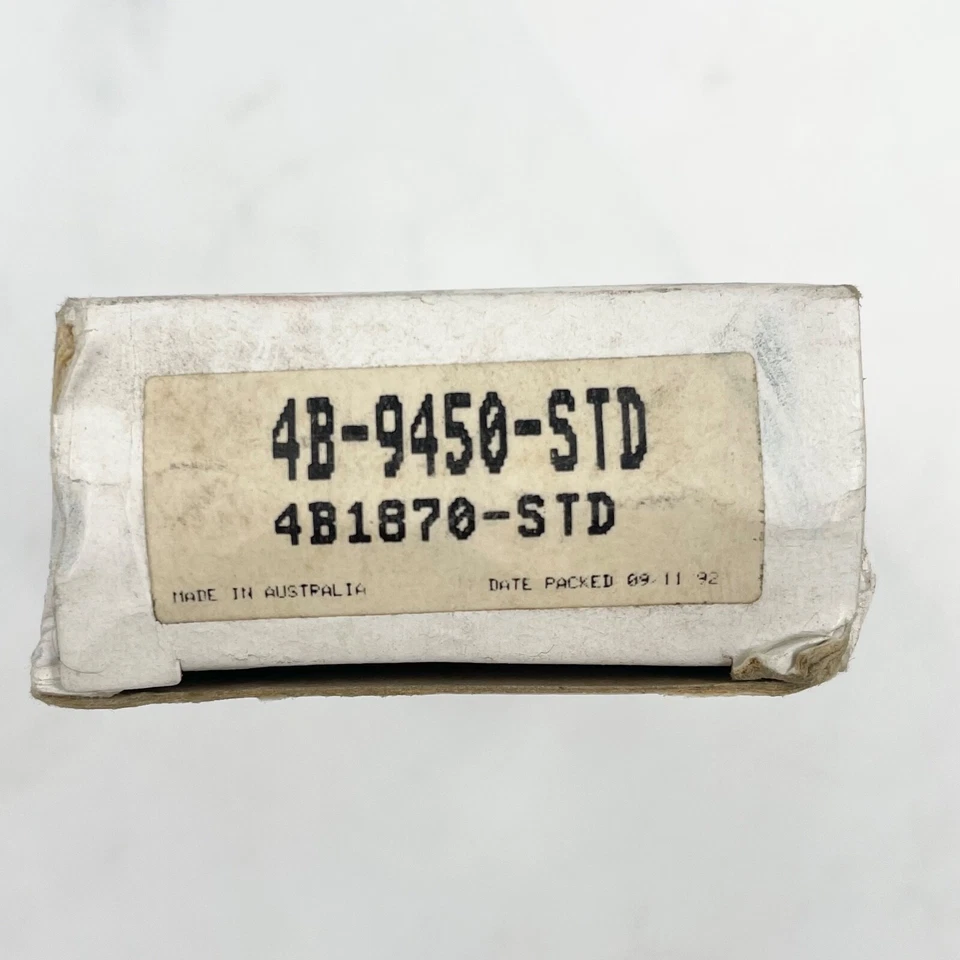 4B-9450-STD
4B1870-STD
MADE IN AUSTRALIA
DATE PACKED 09 11 92